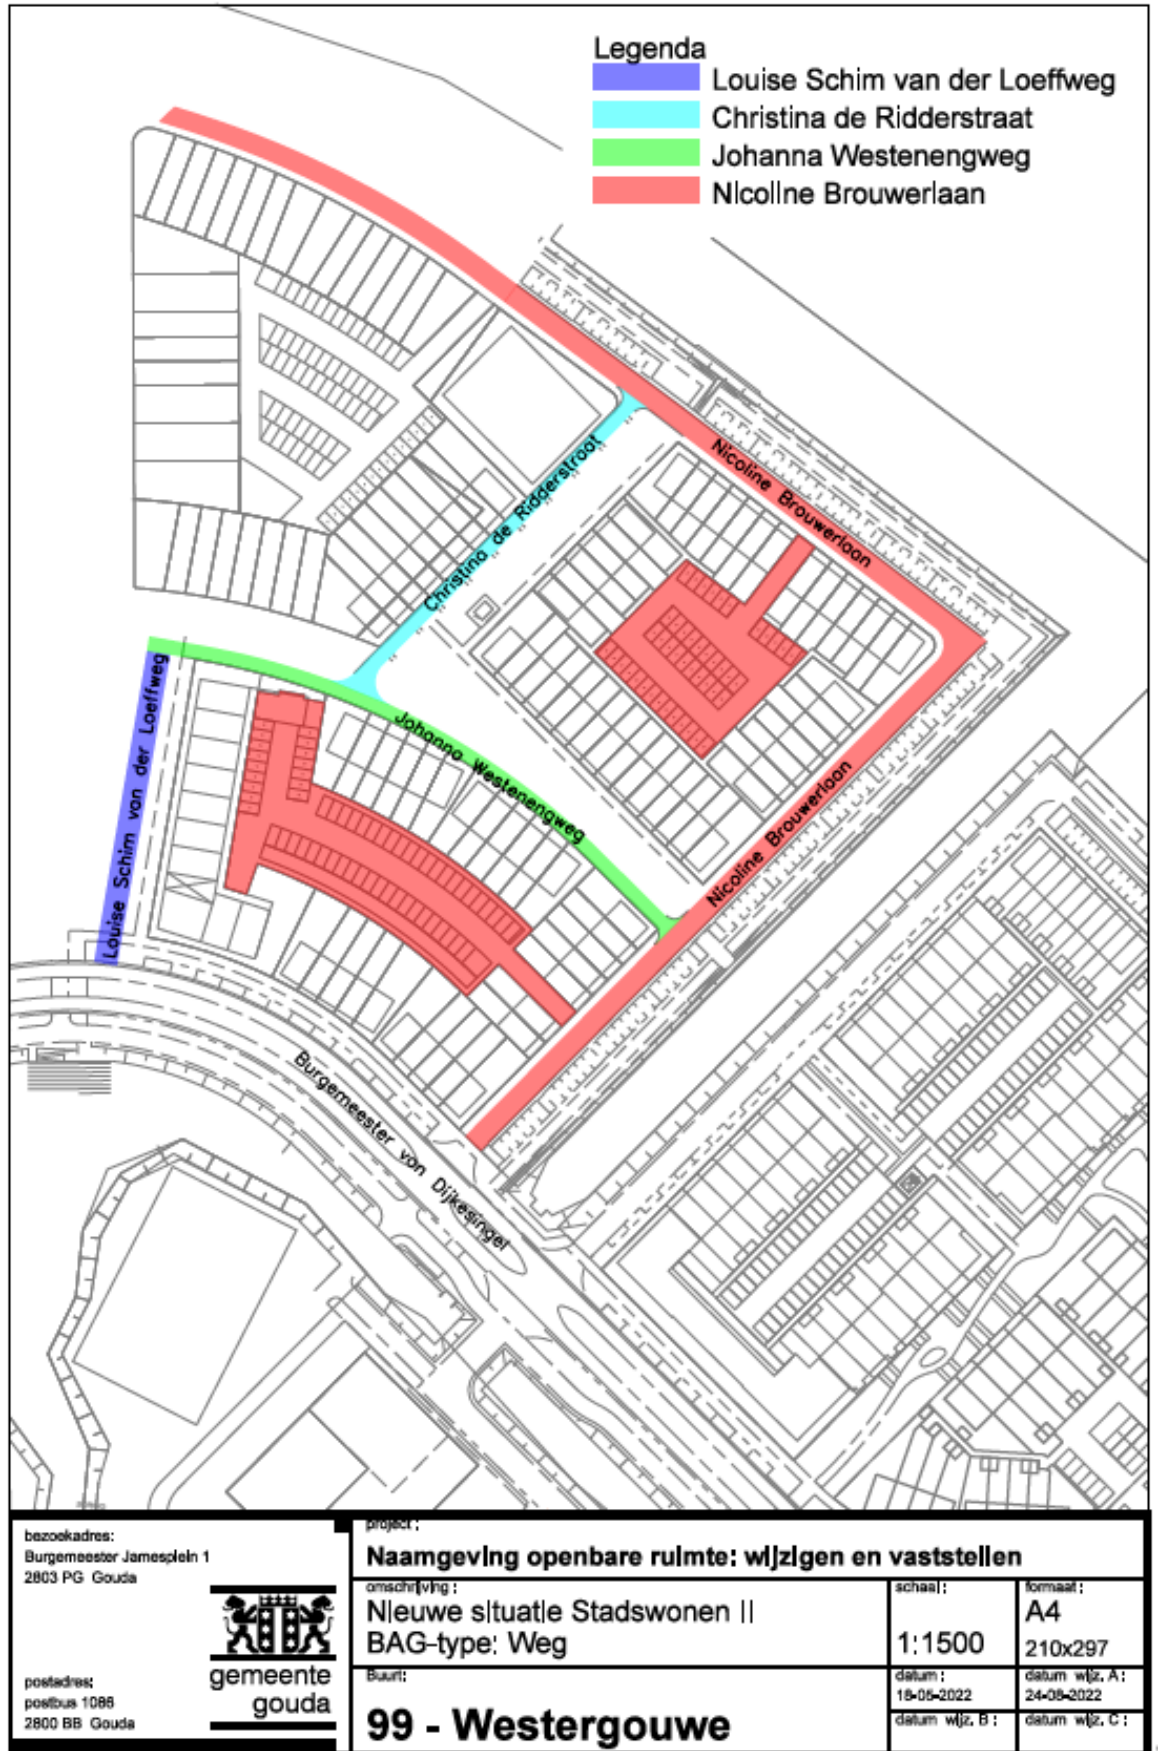 Legenda
Louise Schim van der Loeffweg
Christina de Ridderstraat
Johanna Westenengweg
Nicoline Brouwerlaan
Nicoline Brouwerlaan
Christina de Ridderstraat
Louise Schim van der Loeffweg
Johanna Westenengweg
Nicoline Brouwerlaan
Burgemeester van Dijkesingel
bezoekadres:
Burgemeester Jamesplein 1
2803 PG Gouda
postadres:
postbus 1086
2800 BB Gouda
gemeente
gouda
project:
Naamgeving openbare ruimte: wijzigen en vaststellen
omschrijving:
Nieuwe situatie Stadswonen II
BAG-type: Weg
schaal:
1:1500
formaat:
A4
210x297
Buurt:
99 - Westergouwe
datum:
18-05-2022
datum wijz. A:
24-08-2022
datum wijz. B:
datum wijz. C: